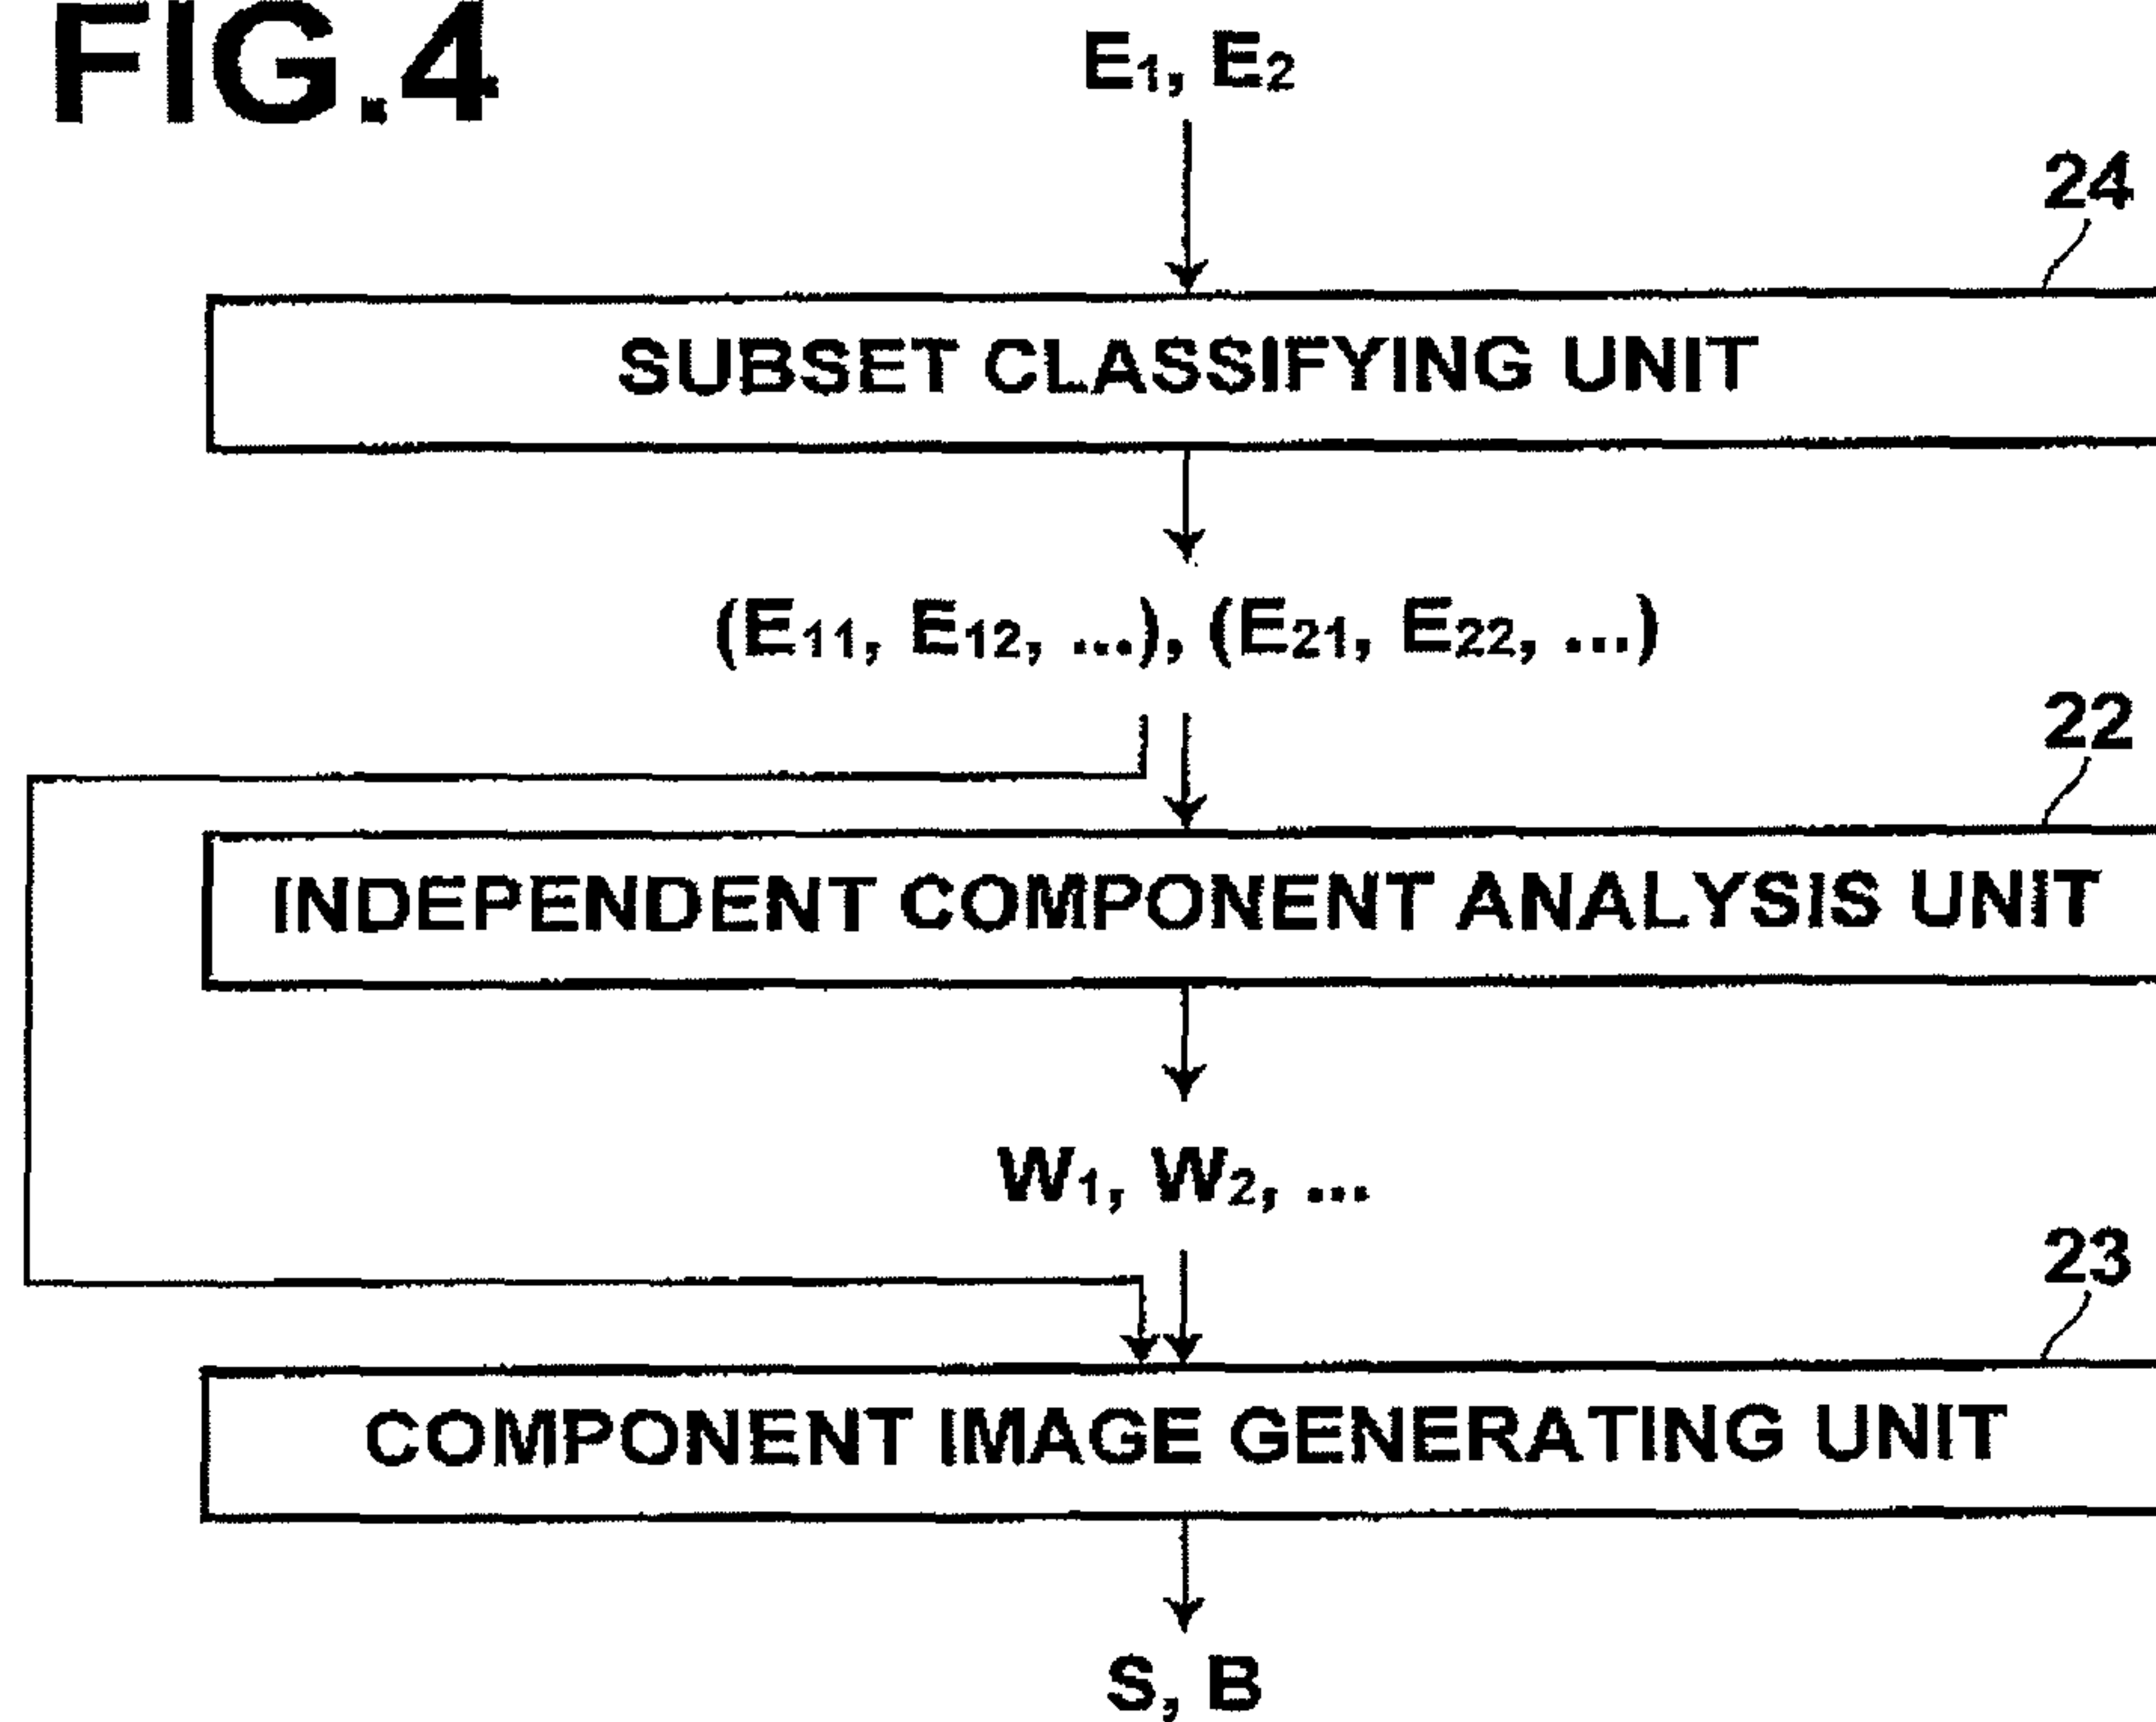 FIG.4
E₁, E₂
24
SUBSET CLASSIFYING UNIT
(E₁₁, E₁₂, ...), (E₂₁, E₂₂, ...)
22
INDEPENDENT COMPONENT ANALYSIS UNIT
W₁, W₂, ...
23
COMPONENT IMAGE GENERATING UNIT
S, B